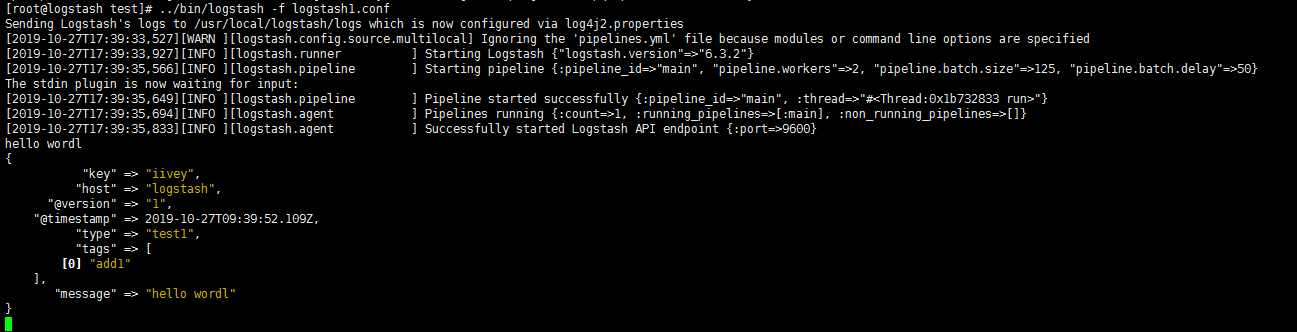 [root@logstash test]# ../bin/logstash -f logstash1.conf
Sending Logstash's logs to /usr/local/logstash/logs which is now configured via log4j2.properties
[2019-10-27T17:39:33,527][WARN ][logstash.config.source.multilocal] Ignoring the 'pipelines.yml' file because modules or command line options are specified
[2019-10-27T17:39:33,927][INFO ][logstash.runner          ] Starting Logstash {"logstash.version"=>"6.3.2"}
[2019-10-27T17:39:35,566][INFO ][logstash.pipeline        ] Starting pipeline {:pipeline_id=>"main", "pipeline.workers"=>2, "pipeline.batch.size"=>125, "pipeline.batch.delay"=>50}
The stdin plugin is now waiting for input:
[2019-10-27T17:39:35,649][INFO ][logstash.pipeline        ] Pipeline started successfully {:pipeline_id=>"main", :thread=>"#<Thread:0x1b732833 run>"}
[2019-10-27T17:39:35,694][INFO ][logstash.agent           ] Pipelines running {:count=>1, :running_pipelines=>[:main], :non_running_pipelines=>[]}
[2019-10-27T17:39:35,833][INFO ][logstash.agent           ] Successfully started Logstash API endpoint {:port=>9600}
hello wordl
{
           "key" => "iivey",
          "host" => "logstash",
      "@version" => "1",
    "@timestamp" => 2019-10-27T09:39:52.109Z,
          "type" => "test1",
          "tags" => [
        [0] "add1"
    ],
       "message" => "hello wordl"
}